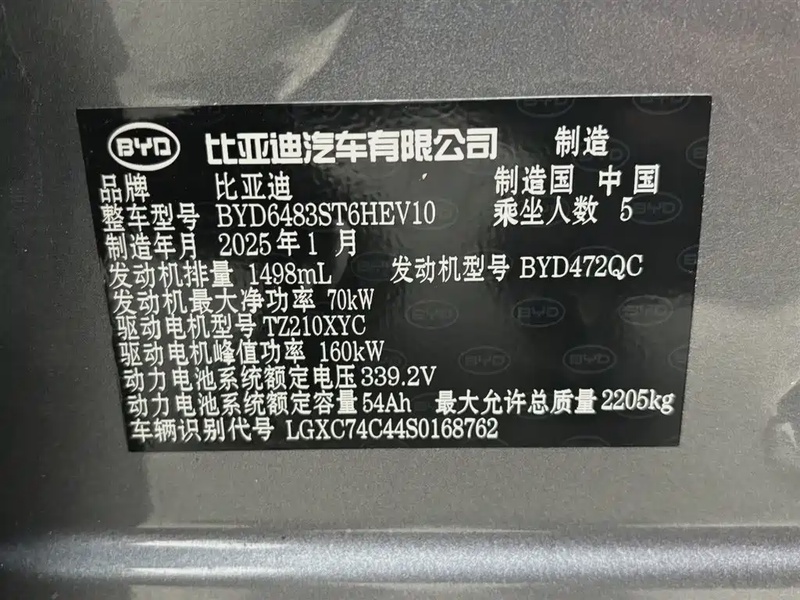 BYD 比亚迪汽车有限公司 制造
品牌 比亚迪 制造国 中国
整车型号 BYD6483ST6HEV10 乘坐人数 5
制造年月 2025年1月
发动机排量 1498mL 发动机型号 BYD472QC
发动机最大净功率 70kW
驱动电机型号 TZ210XYC
驱动电机峰值功率 160kW
动力电池系统额定电压 339.2V
动力电池系统额定容量 54Ah 最大允许总质量 2205kg
车辆识别代号 LGXC74C44S0168762